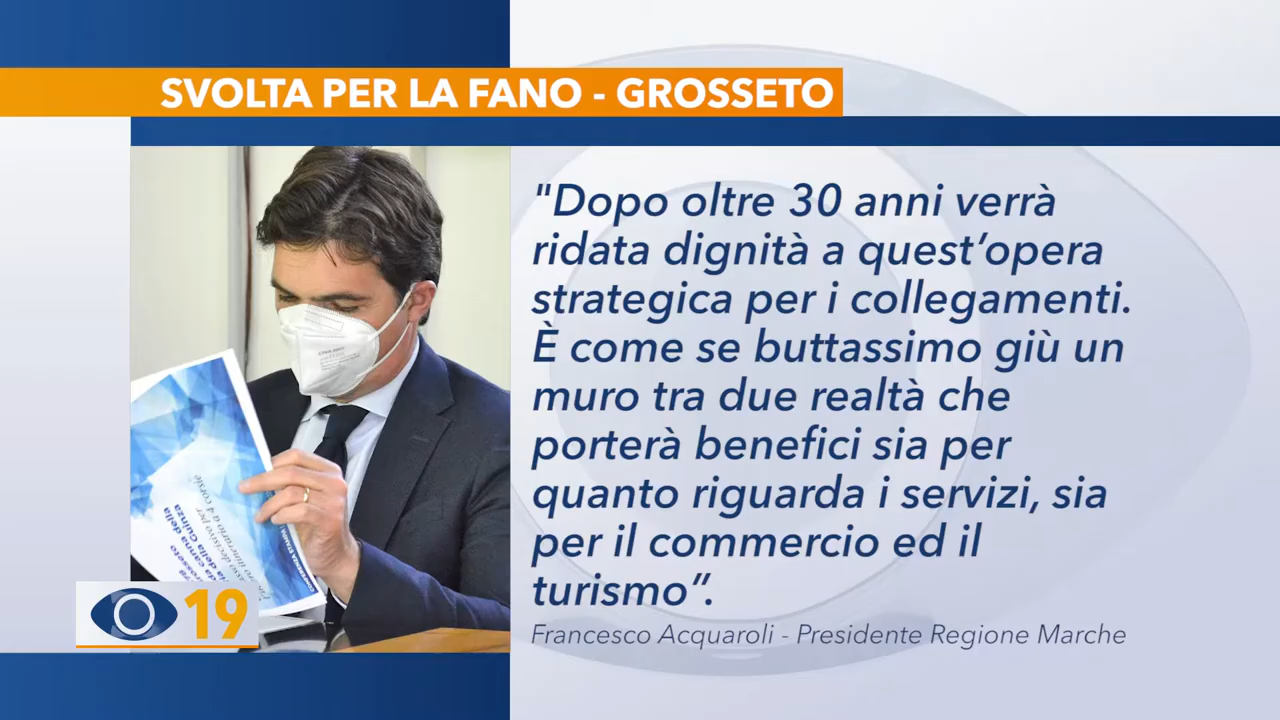 SVOLTA PER LA FANO - GROSSETO
"Dopo oltre 30 anni verrà
ridata dignità a quest’opera
strategica per i collegamenti.
È come se buttassimo giù un
muro tra due realtà che
porterà benefici sia per
quanto riguarda i servizi, sia
per il commercio ed il
turismo”.
Francesco Acquaroli - Presidente Regione Marche
19
CONFERENZA STAMPA